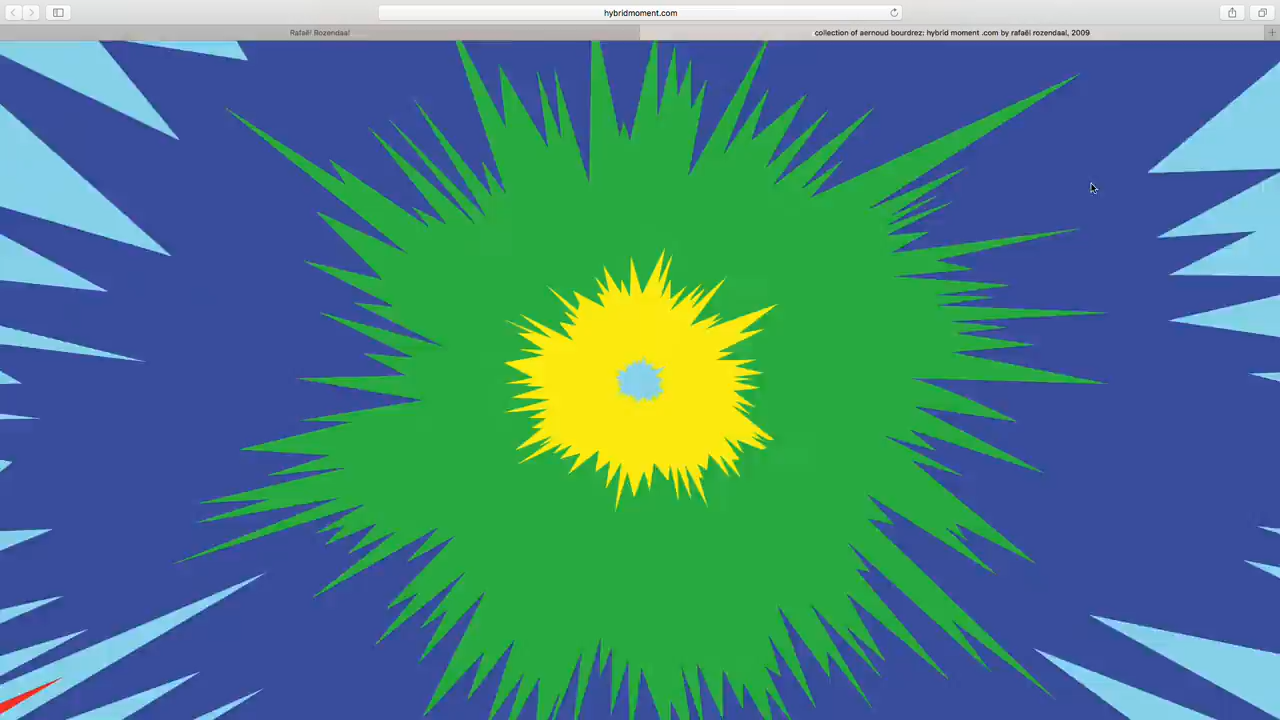 hybridmoment.com
Rafaël Rozendaal
collection of aernoud bourdrez: hybrid moment .com by rafaël rozendaal, 2009